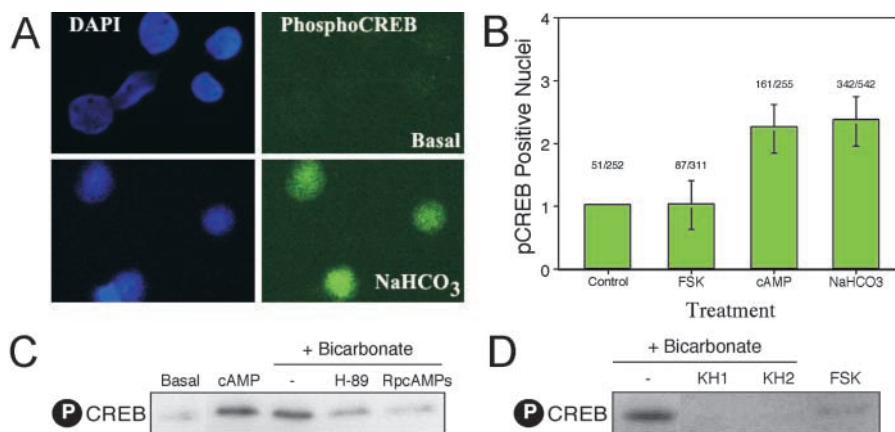 A
DAPI
PhosphoCREB
Basal
NaHCO3
B
pCREB Positive Nuclei
4
3
2
1
0
51/252
87/311
161/255
342/542
Control
FSK
cAMP
NaHCO3
Treatment
C
+ Bicarbonate
Basal cAMP - H-89 RpcAMPs
P CREB
D
+ Bicarbonate
- KH1 KH2 FSK
P CREB